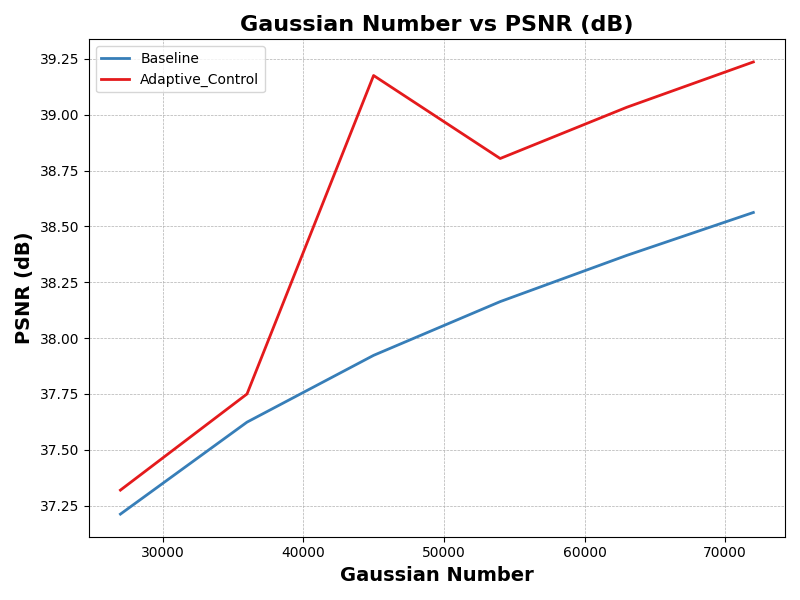 Gaussian Number vs PSNR (dB)
Baseline
Adaptive_Control
PSNR (dB)
39.25
39.00
38.75
38.50
38.25
38.00
37.75
37.50
37.25
30000 40000 50000 60000 70000
Gaussian Number